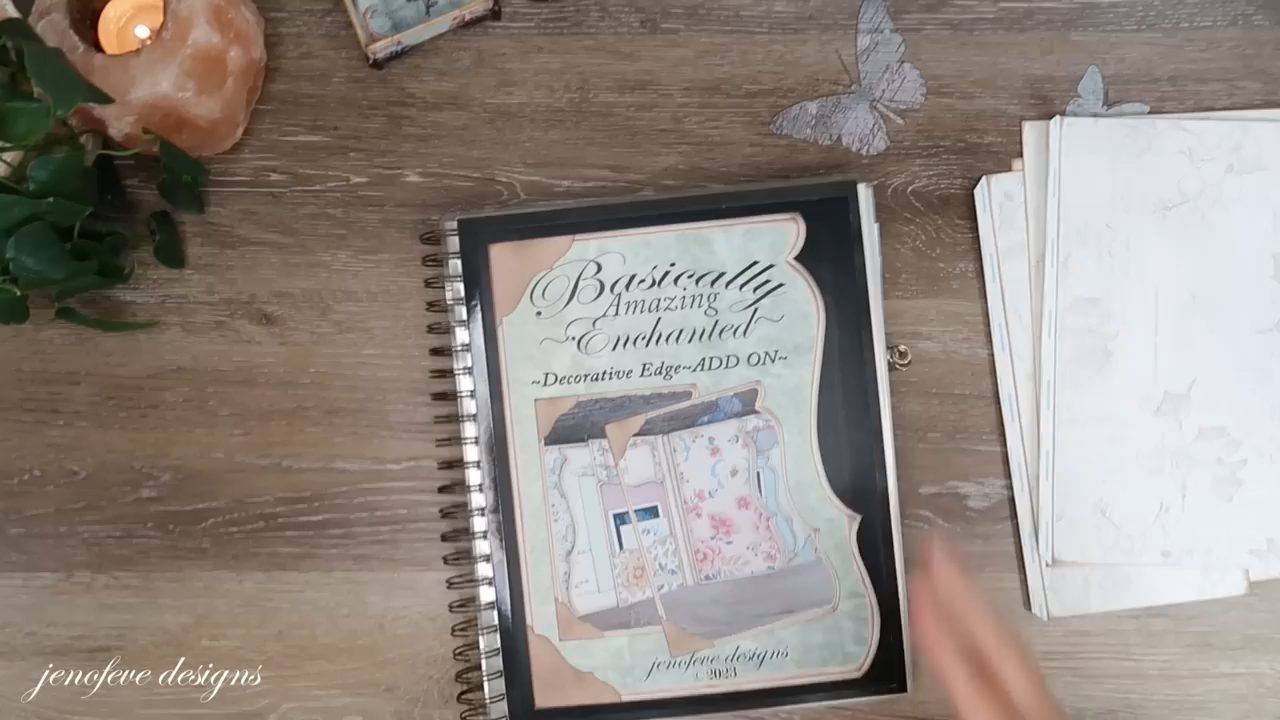 Basically
Amazing
~Enchanted~
~Decorative Edge~ADD ON~
jenofeve designs
©2023
jenofeve designs